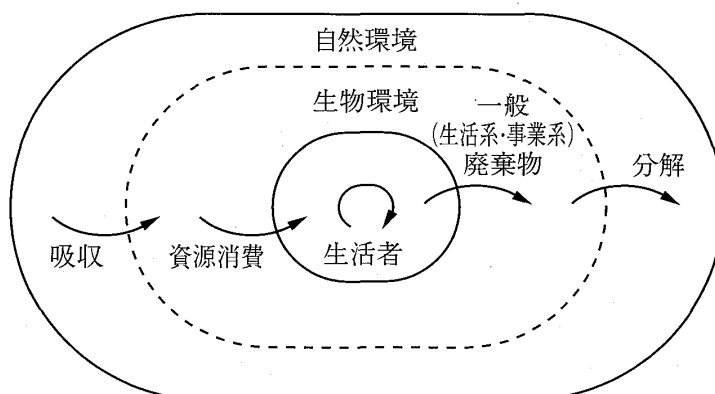 自然環境
生物環境
一般
(生活系・事業系)
廃棄物
分解
吸収
資源消費
生活者